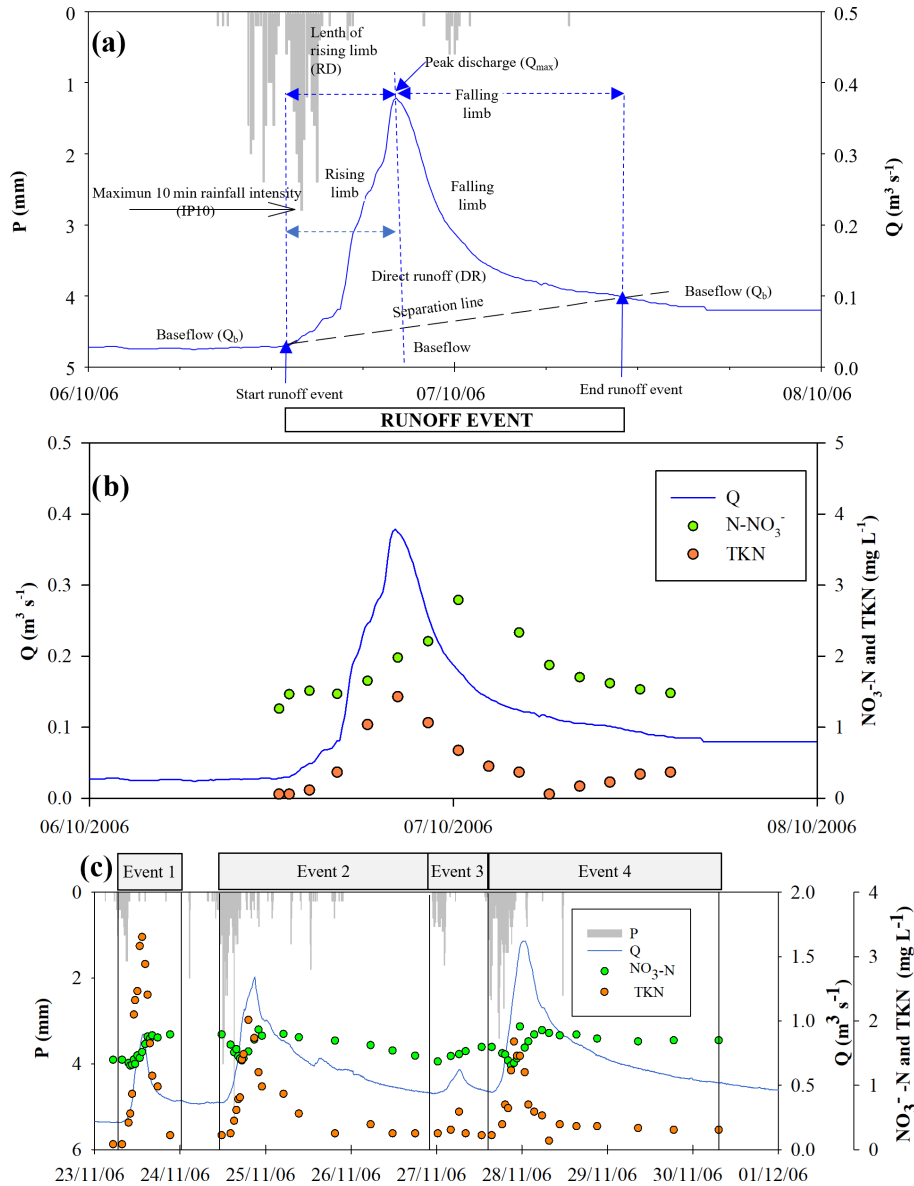 (a)
0
1
2
3
4
5
P (mm)
0.5
0.4
0.3
0.2
0.1
0.0
Q (m³ s⁻¹)
Lenth of
rising limb
(RD)
Peak discharge (Qmax)
Falling
limb
Rising
limb
Falling
limb
Maximun 10 min rainfall intensity
(IP10)
Direct runoff (DR)
Separation line
Baseflow (Qb)
Baseflow (Qb)
Baseflow
06/10/06
07/10/06
08/10/06
Start runoff event
End runoff event
RUNOFF EVENT
(b)
0.5
0.4
0.3
0.2
0.1
0.0
Q (m³ s⁻¹)
5
4
3
2
1
0
NO₃-N and TKN (mg L⁻¹)
Q
N-NO₃⁻
TKN
06/10/2006
07/10/2006
08/10/2006
(c)
Event 1
Event 2
Event 3
Event 4
0
2
4
6
P (mm)
2.0
1.5
1.0
0.5
0.0
Q (m³ s⁻¹)
4
3
2
1
0
NO₃⁻ -N and TKN (mg L⁻¹)
P
Q
NO₃-N
TKN
23/11/06
24/11/06
25/11/06
26/11/06
27/11/06
28/11/06
29/11/06
30/11/06
01/12/06